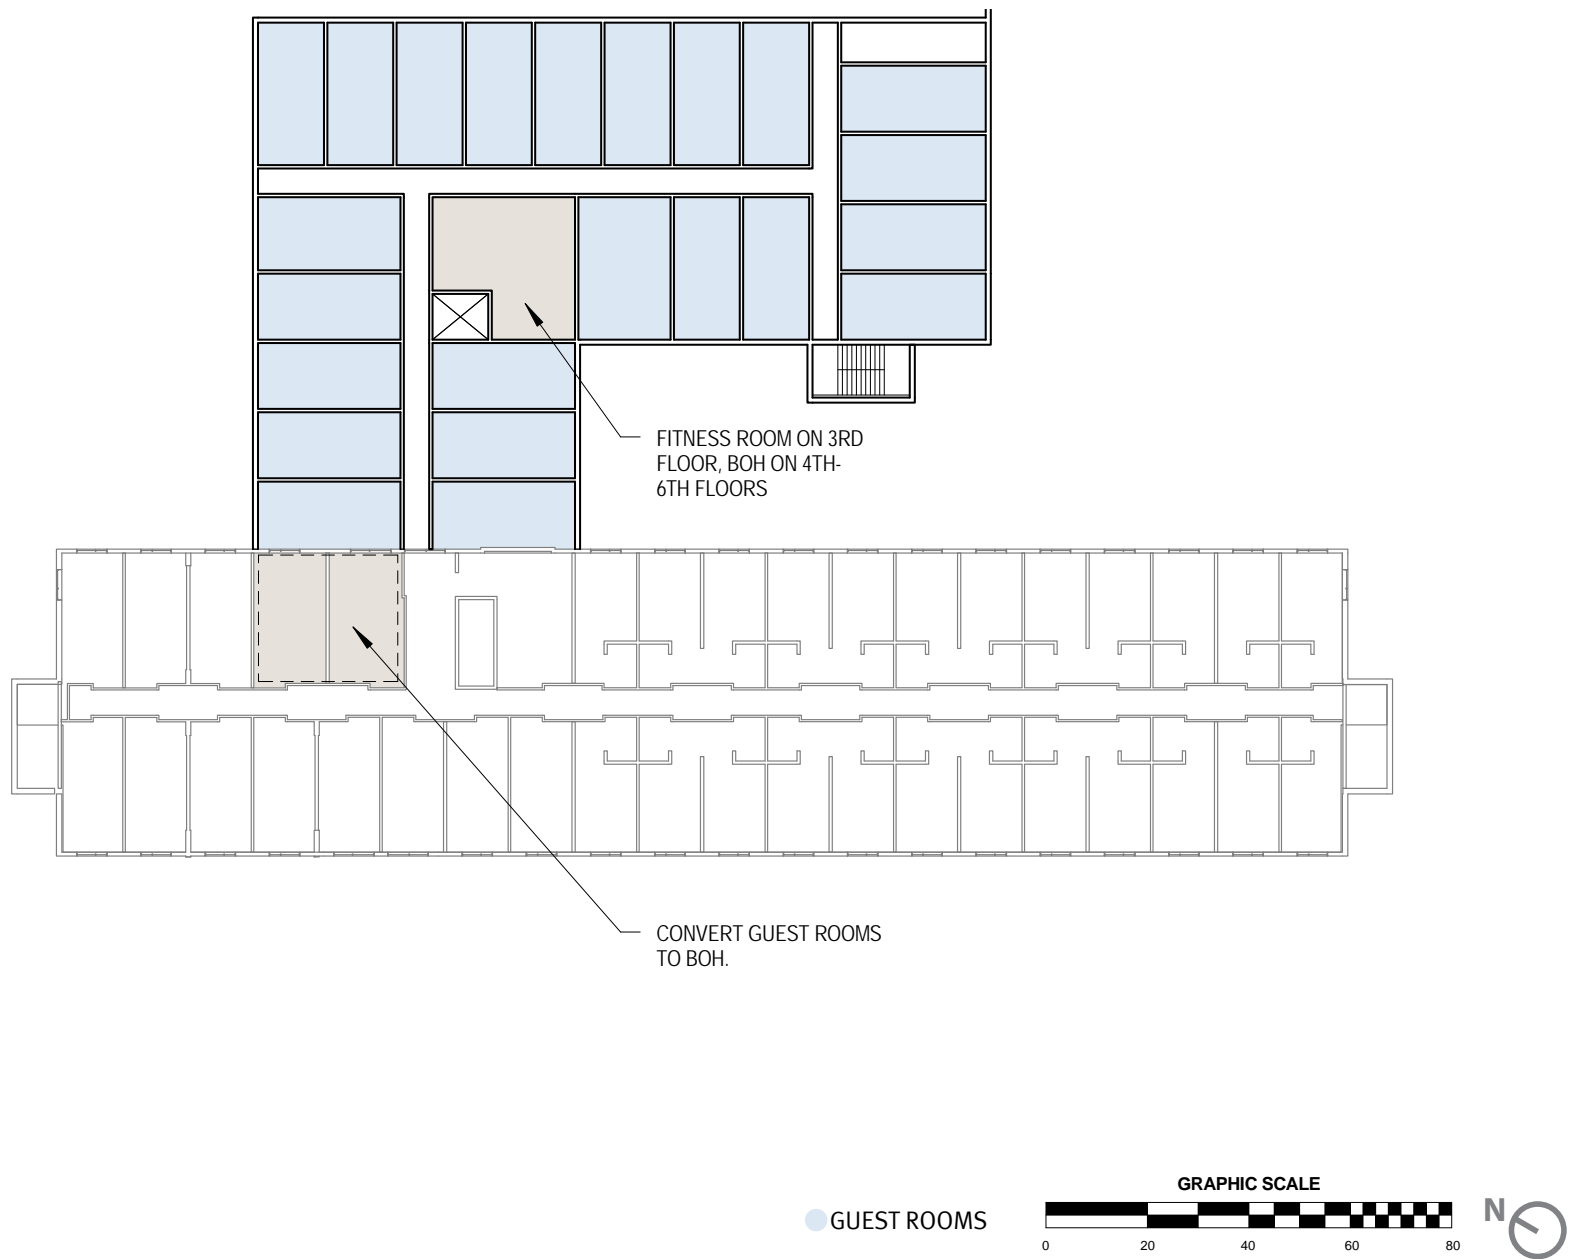 FITNESS ROOM ON 3RD
FLOOR, BOH ON 4TH-
6TH FLOORS
CONVERT GUEST ROOMS
TO BOH.
GUEST ROOMS
GRAPHIC SCALE
0 20 40 60 80
N